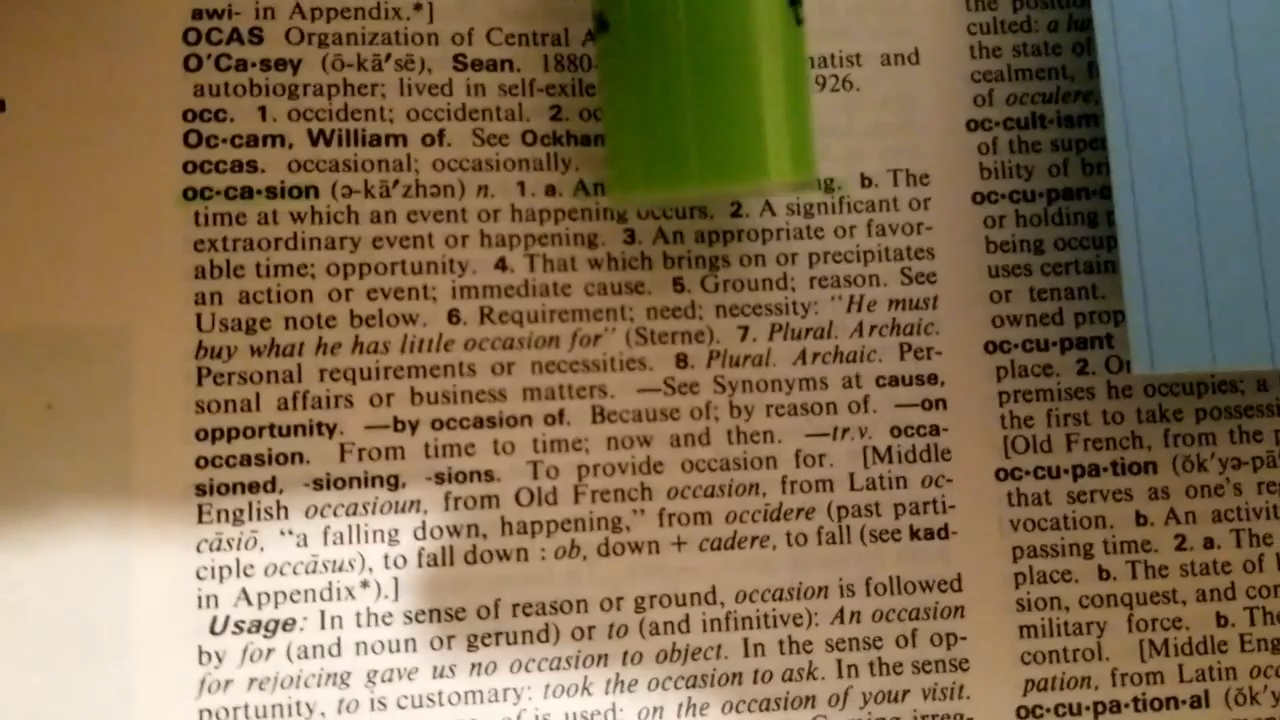 awi- in Appendix.*]
OCAS Organization of Central A
O'Ca·sey (ō-kā′sē), Sean. 1880- matist and
autobiographer; lived in self-exile 926.
occ. 1. occident; occidental. 2. oc
Oc·cam, William of. See Ockhan
occas. occasional; occasionally.
oc·ca·sion (ə-kā′zhən) n. 1. a. An ng. b. The
time at which an event or happening occurs. 2. A significant or
extraordinary event or happening. 3. An appropriate or favor-
able time; opportunity. 4. That which brings on or precipitates
an action or event; immediate cause. 5. Ground; reason. See
Usage note below. 6. Requirement; need; necessity: "He must
buy what he has little occasion for" (Sterne). 7. Plural. Archaic.
Personal requirements or necessities. 8. Plural. Archaic. Per-
sonal affairs or business matters. —See Synonyms at cause,
opportunity. —by occasion of. Because of; by reason of. —on
occasion. From time to time; now and then. —tr.v. occa-
sioned, -sioning, -sions. To provide occasion for. [Middle
English occasioun, from Old French occasion, from Latin oc-
cāsiō, "a falling down, happening," from occīdere (past parti-
ciple occāsus), to fall down : ob, down + cadere, to fall (see kad-
in Appendix*).]
Usage: In the sense of reason or ground, occasion is followed
by for (and noun or gerund) or to (and infinitive): An occasion
for rejoicing gave us no occasion to object. In the sense of op-
portunity, to is customary: took the occasion to ask. In the sense
of is used: on the occasion of your visit.
the position
culted: a ha
the state of
cealment, f
of occulere,
oc·cult·ism
of the super
bility of bri
oc·cu·pan·c
or holding p
being occup
uses certain
or tenant.
owned prop
oc·cu·pant
place. 2. O
premises he occupies; a
the first to take possessi
[Old French, from the p
oc·cu·pa·tion (ŏk′yə-pā′
that serves as one's re
vocation. b. An activit
passing time. 2. a. The
place. b. The state of
sion, conquest, and con
military force. b. The
control. [Middle Eng
pation, from Latin occ
oc·cu·pa·tion·al (ŏk′y